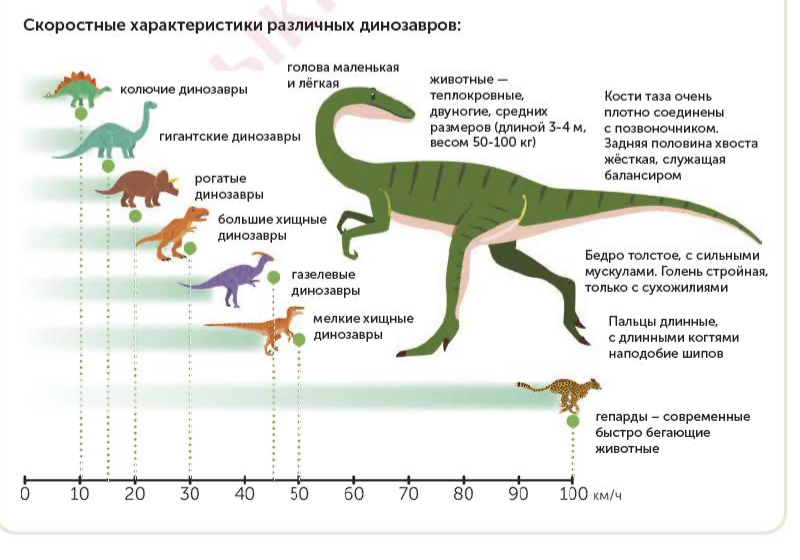 Скоростные характеристики различных динозавров:
колючие динозавры
гигантские динозавры
рогатые
динозавры
большие хищные
динозавры
газелевые
динозавры
мелкие хищные
динозавры
голова маленькая
и лёгкая
животные —
теплокровные,
двуногие, средних
размеров (длиной 3-4 м,
весом 50-100 кг)
Кости таза очень
плотно соединены
с позвоночником.
Задняя половина хвоста
жёсткая, служащая
балансиром
Бедро толстое, с сильными
мускулами. Голень стройная,
только с сухожилиями
Пальцы длинные,
с длинными когтями
наподобие шипов
гепарды – современные
быстро бегающие
животные
0 10 20 30 40 50 60 70 80 90 100 км/ч